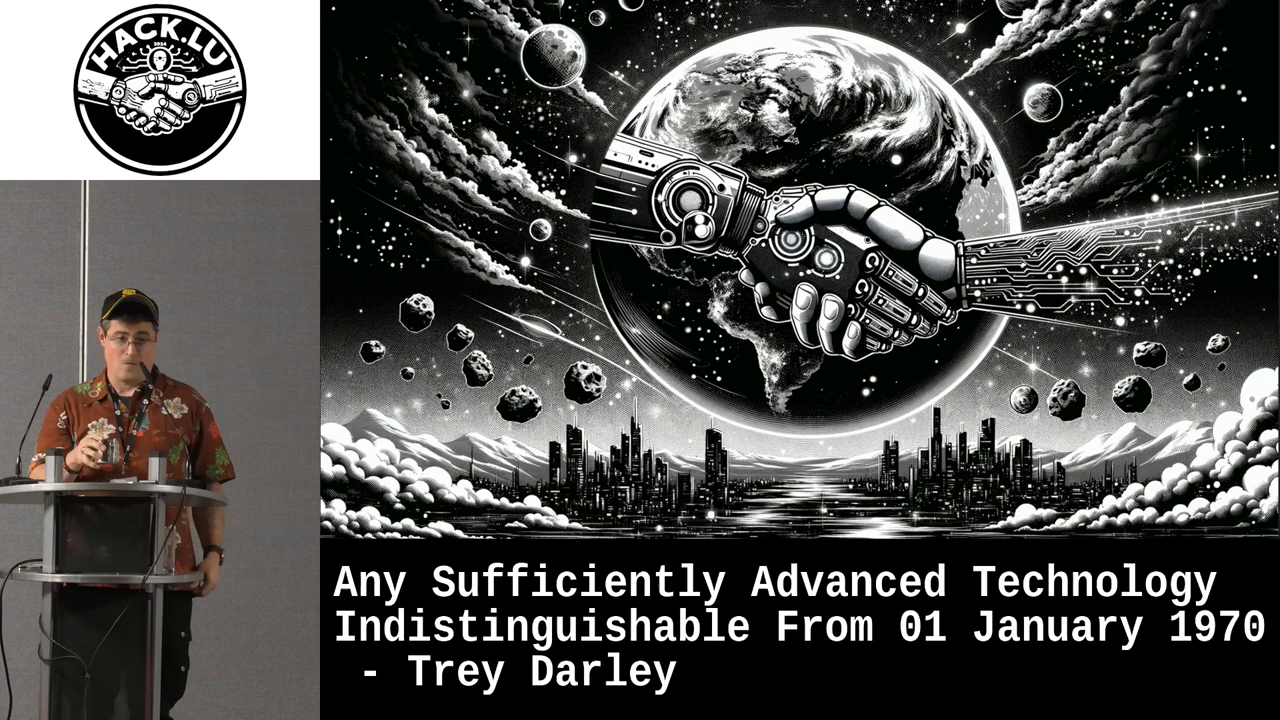 HACK.LU
2024
Any Sufficiently Advanced Technology
Indistinguishable From 01 January 1970
- Trey Darley